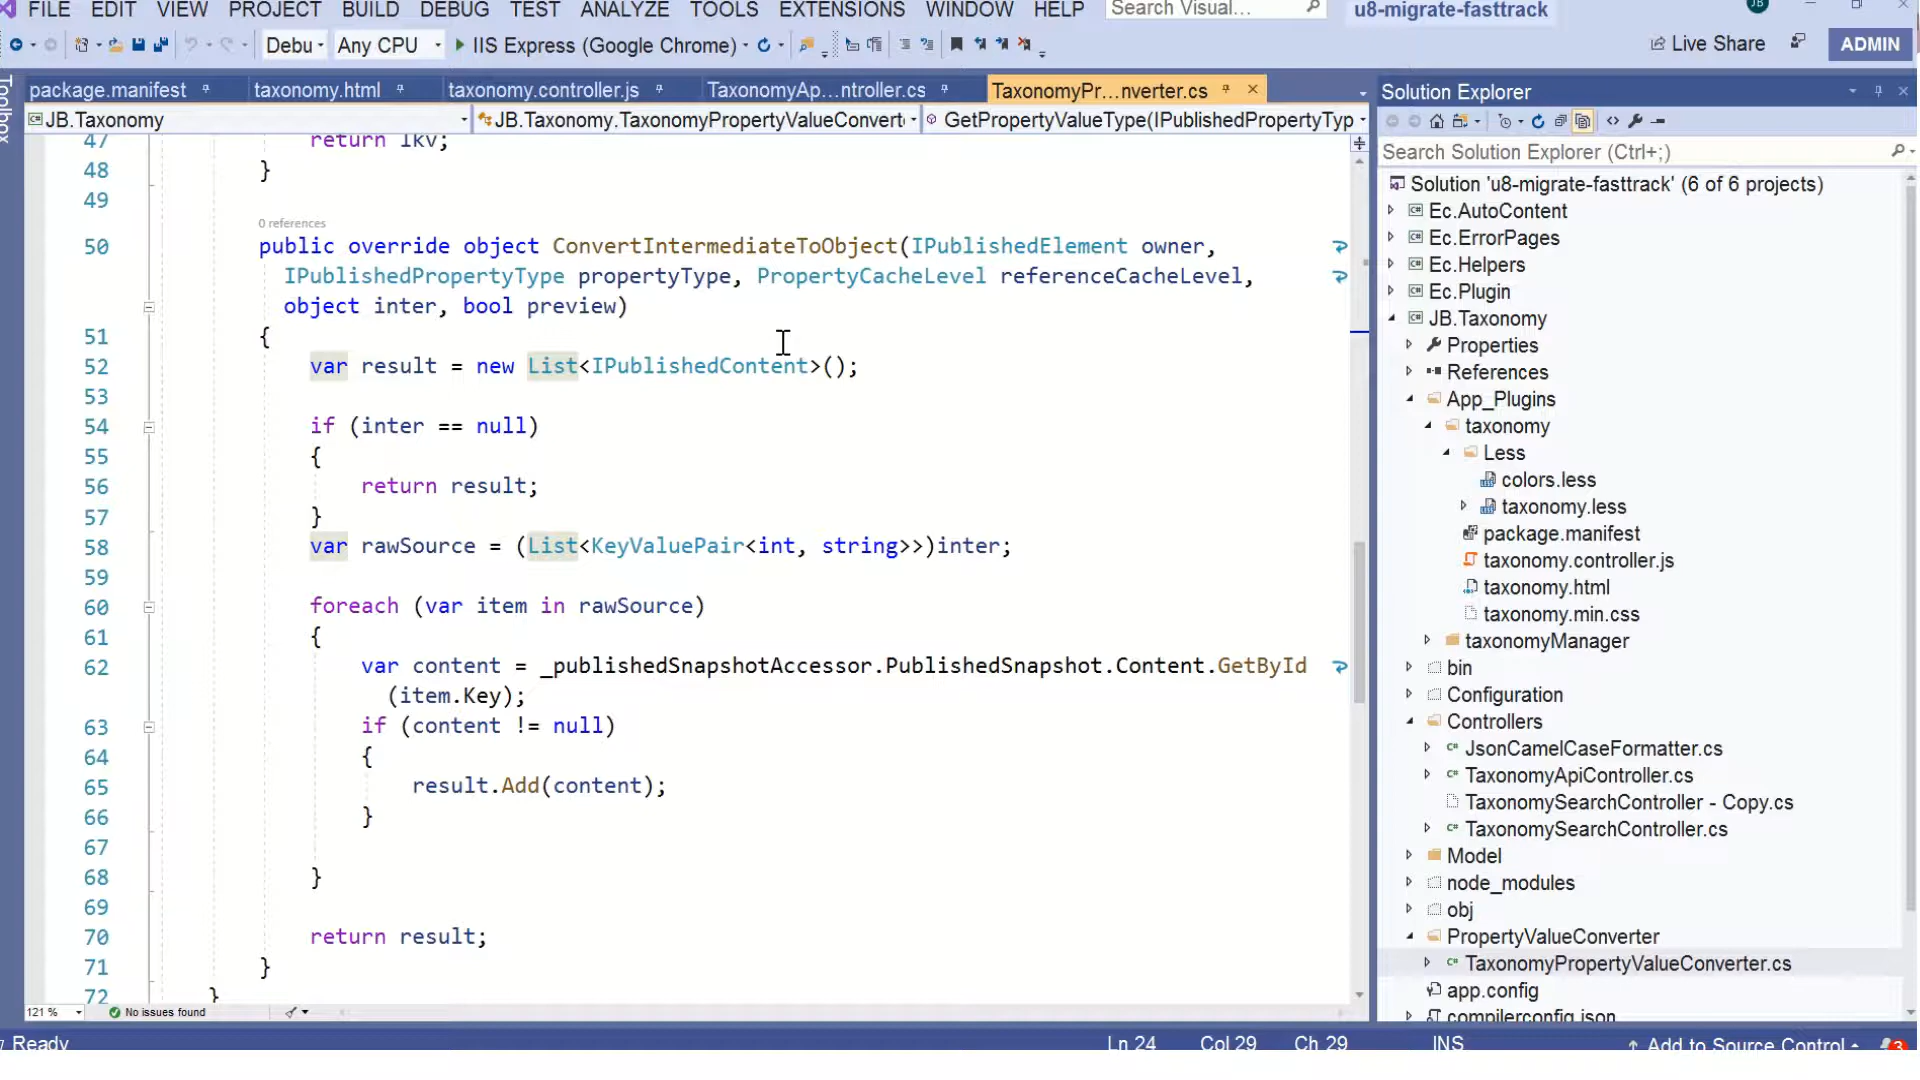 FILE EDIT VIEW PROJECT BUILD DEBUG TEST ANALYZE TOOLS EXTENSIONS WINDOW HELP Search Visual... u8-migrate-fasttrack JB
Debu Any CPU IIS Express (Google Chrome) Live Share ADMIN
Toolbox
package.manifest taxonomy.html taxonomy.controller.js TaxonomyAp...ntroller.cs TaxonomyPr...nverter.cs
JB.Taxonomy JB.Taxonomy.TaxonomyPropertyValueConvert GetPropertyValueType(IPublishedPropertyTyp
47 return lkv;
48 }
49
0 references
50 public override object ConvertIntermediateToObject(IPublishedElement owner,
IPublishedPropertyType propertyType, PropertyCacheLevel referenceCacheLevel,
object inter, bool preview)
51 {
52 var result = new List<IPublishedContent>();
53
54 if (inter == null)
55 {
56 return result;
57 }
58 var rawSource = (List<KeyValuePair<int, string>>)inter;
59
60 foreach (var item in rawSource)
61 {
62 var content = _publishedSnapshotAccessor.PublishedSnapshot.Content.GetById
(item.Key);
63 if (content != null)
64 {
65 result.Add(content);
66 }
67
68 }
69
70 return result;
71 }
72 }
121 % No issues found
Solution Explorer
Search Solution Explorer (Ctrl+;)
Solution 'u8-migrate-fasttrack' (6 of 6 projects)
Ec.AutoContent
Ec.ErrorPages
Ec.Helpers
Ec.Plugin
JB.Taxonomy
Properties
References
App_Plugins
taxonomy
Less
colors.less
taxonomy.less
package.manifest
taxonomy.controller.js
taxonomy.html
taxonomy.min.css
taxonomyManager
bin
Configuration
Controllers
JsonCamelCaseFormatter.cs
TaxonomyApiController.cs
TaxonomySearchController - Copy.cs
TaxonomySearchController.cs
Model
node_modules
obj
PropertyValueConverter
TaxonomyPropertyValueConverter.cs
app.config
compilerconfig.json
Ready Ln 24 Col 29 Ch 29 INS Add to Source Control 3